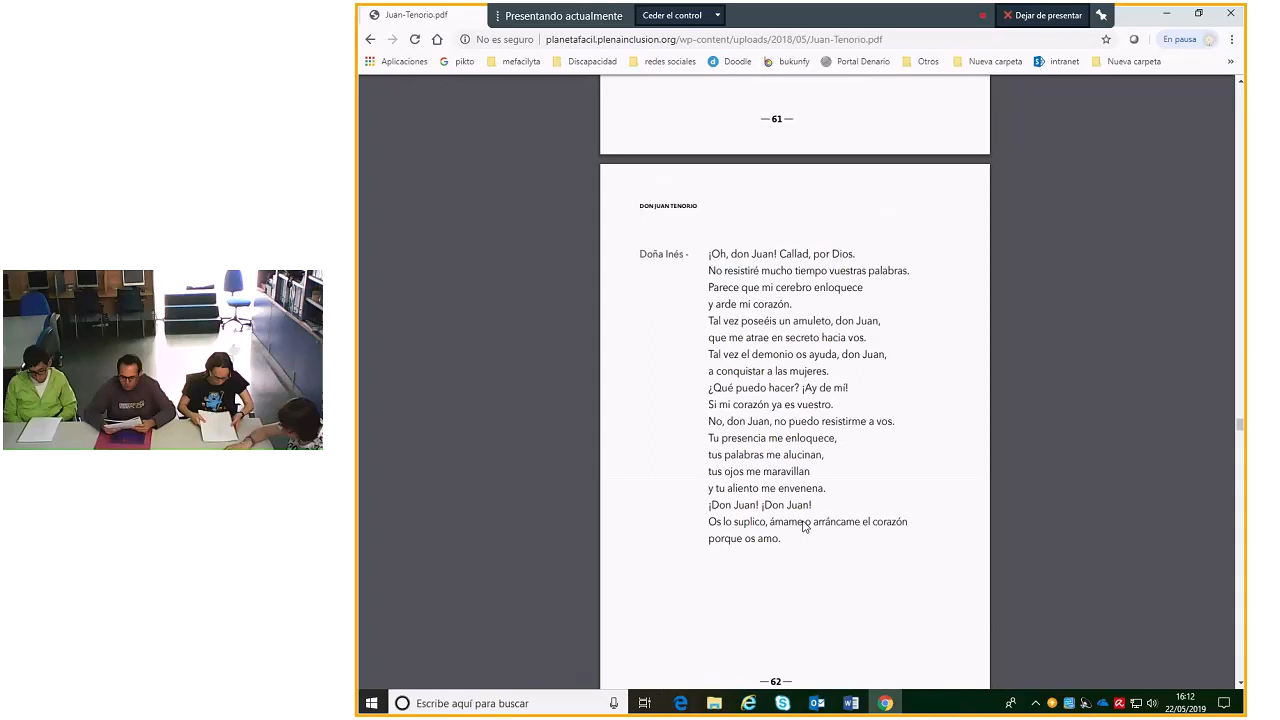 Juan-Tenorio.pdf
Presentando actualmente
Ceder el control
Dejar de presentar
No es seguro
planetafacil.plenainclusion.org/wp-content/uploads/2018/05/Juan-Tenorio.pdf
En pausa
Aplicaciones
pikto
mefacilyta
Discapacidad
redes sociales
Doodle
bukunfy
Portal Denario
Otros
Nueva carpeta
intranet
Nueva carpeta
— 61 —
DON JUAN TENORIO
Doña Inés - ¡Oh, don Juan! Callad, por Dios.
No resistiré mucho tiempo vuestras palabras.
Parece que mi cerebro enloquece
y arde mi corazón.
Tal vez poseéis un amuleto, don Juan,
que me atrae en secreto hacia vos.
Tal vez el demonio os ayuda, don Juan,
a conquistar a las mujeres.
¿Qué puedo hacer? ¡Ay de mí!
Si mi corazón ya es vuestro.
No, don Juan, no puedo resistirme a vos.
Tu presencia me enloquece,
tus palabras me alucinan,
tus ojos me maravillan
y tu aliento me envenena.
¡Don Juan! ¡Don Juan!
Os lo suplico, ámame o arráncame el corazón
porque os amo.
— 62 —
Escribe aquí para buscar
16:12
22/05/2019